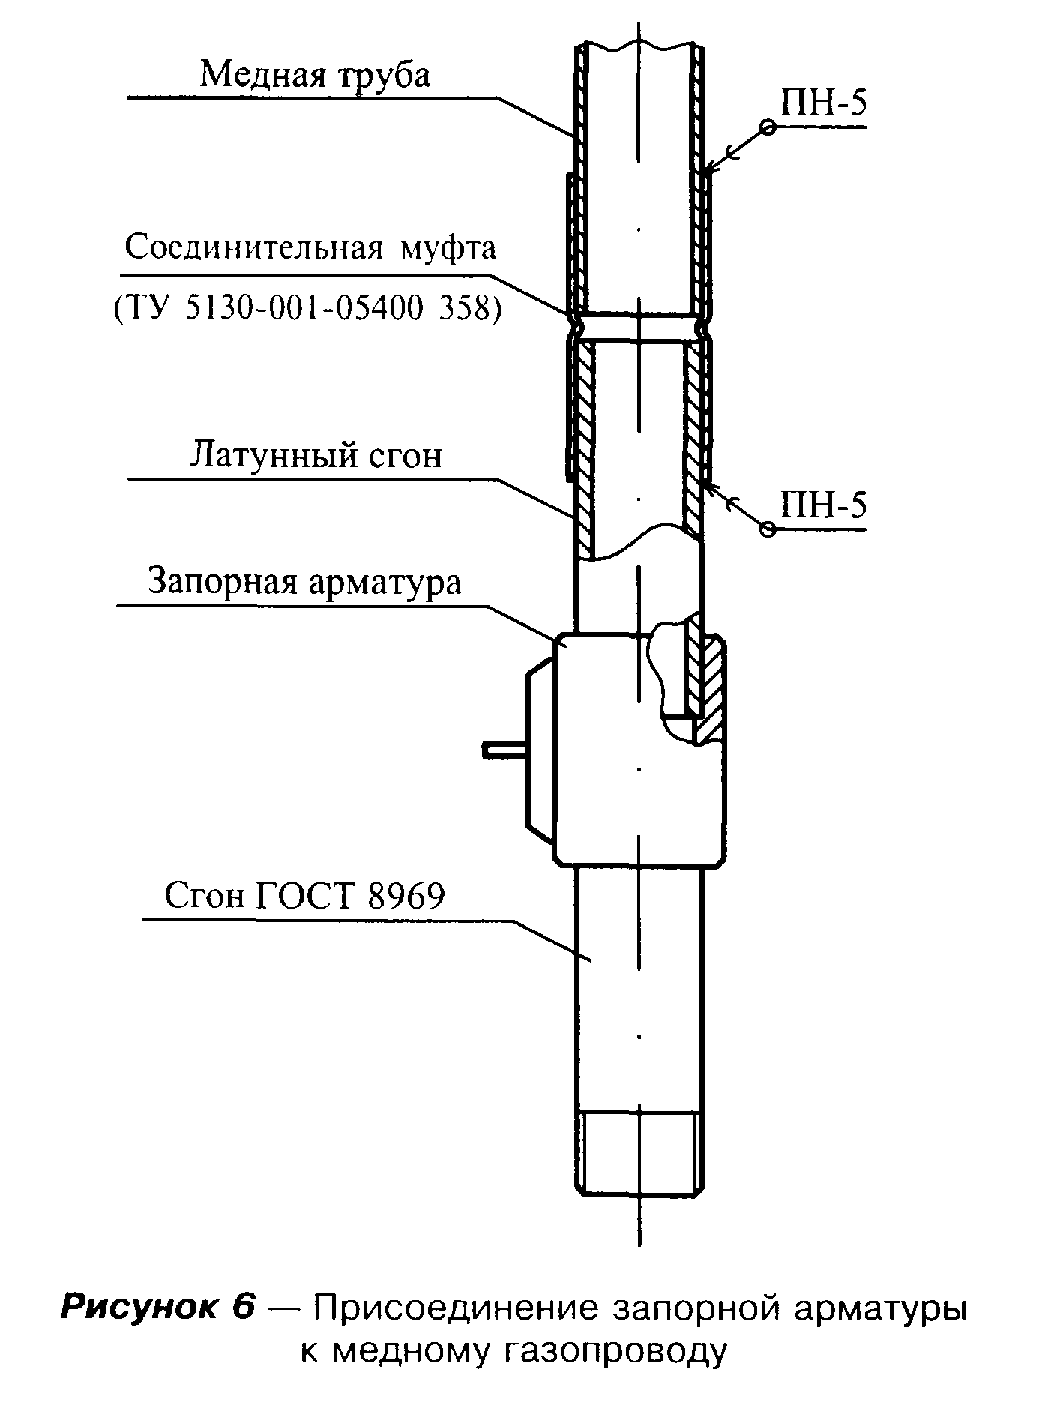 Медная труба
ПН-5
Соединительная муфта
(ТУ 5130-001-05400 358)
Латунный сгон
ПН-5
Запорная арматура
Сгон ГОСТ 8969
Рисунок 6 — Присоединение запорной арматуры
к медному газопроводу